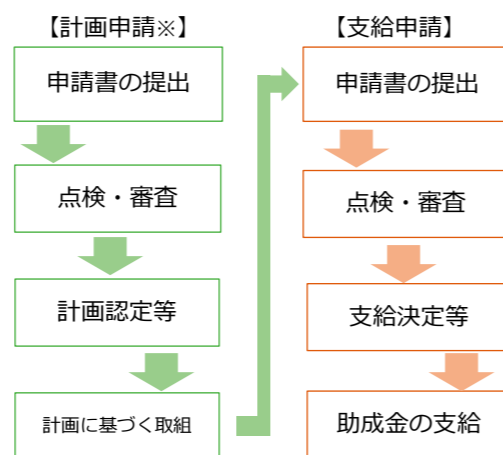 【計画申請※】
申請書の提出
点検・審査
計画認定等
計画に基づく取組
【支給申請】
申請書の提出
点検・審査
支給決定等
助成金の支給